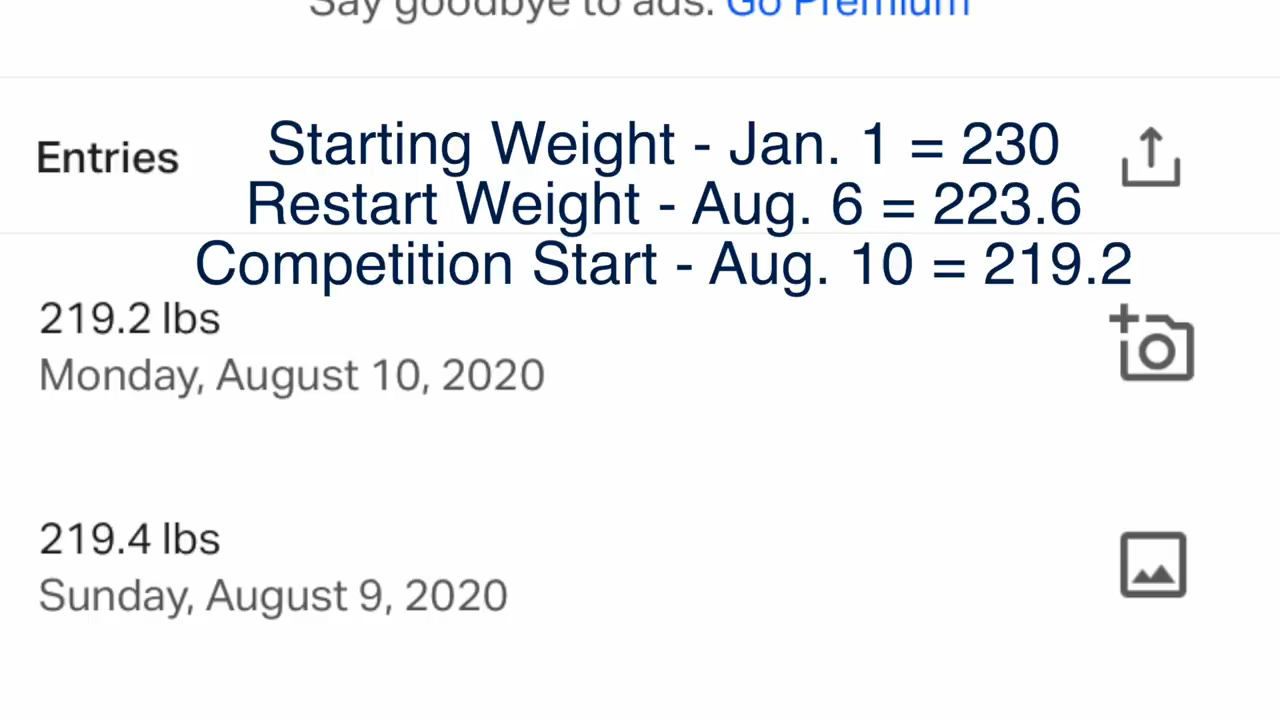 Say goodbye to ads. Go Premium
Entries
Starting Weight - Jan. 1 = 230
Restart Weight - Aug. 6 = 223.6
Competition Start - Aug. 10 = 219.2
219.2 lbs
Monday, August 10, 2020
219.4 lbs
Sunday, August 9, 2020